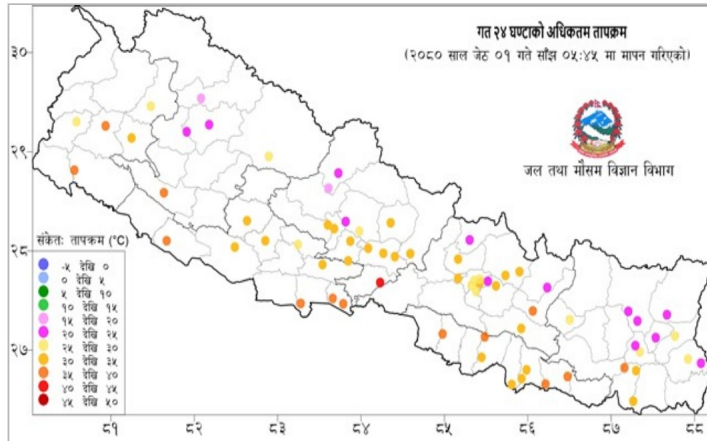 गत २४ घण्टाको अधिकतम तापक्रम
(२०८० साल जेठ ०१ गते साँझ ०५:४५ मा मापन गरिएको)
जल तथा मौसम विज्ञान विभाग
३०
२९
२८
२७
संकेतः तापक्रम (°C)
-५ देखि ०
० देखि ५
५ देखि १०
१० देखि १५
१५ देखि २०
२० देखि २५
२५ देखि ३०
३० देखि ३५
३५ देखि ४०
४० देखि ४५
४५ देखि ५०
८१ ८२ ८३ ८४ ८५ ८६ ८७ ८८